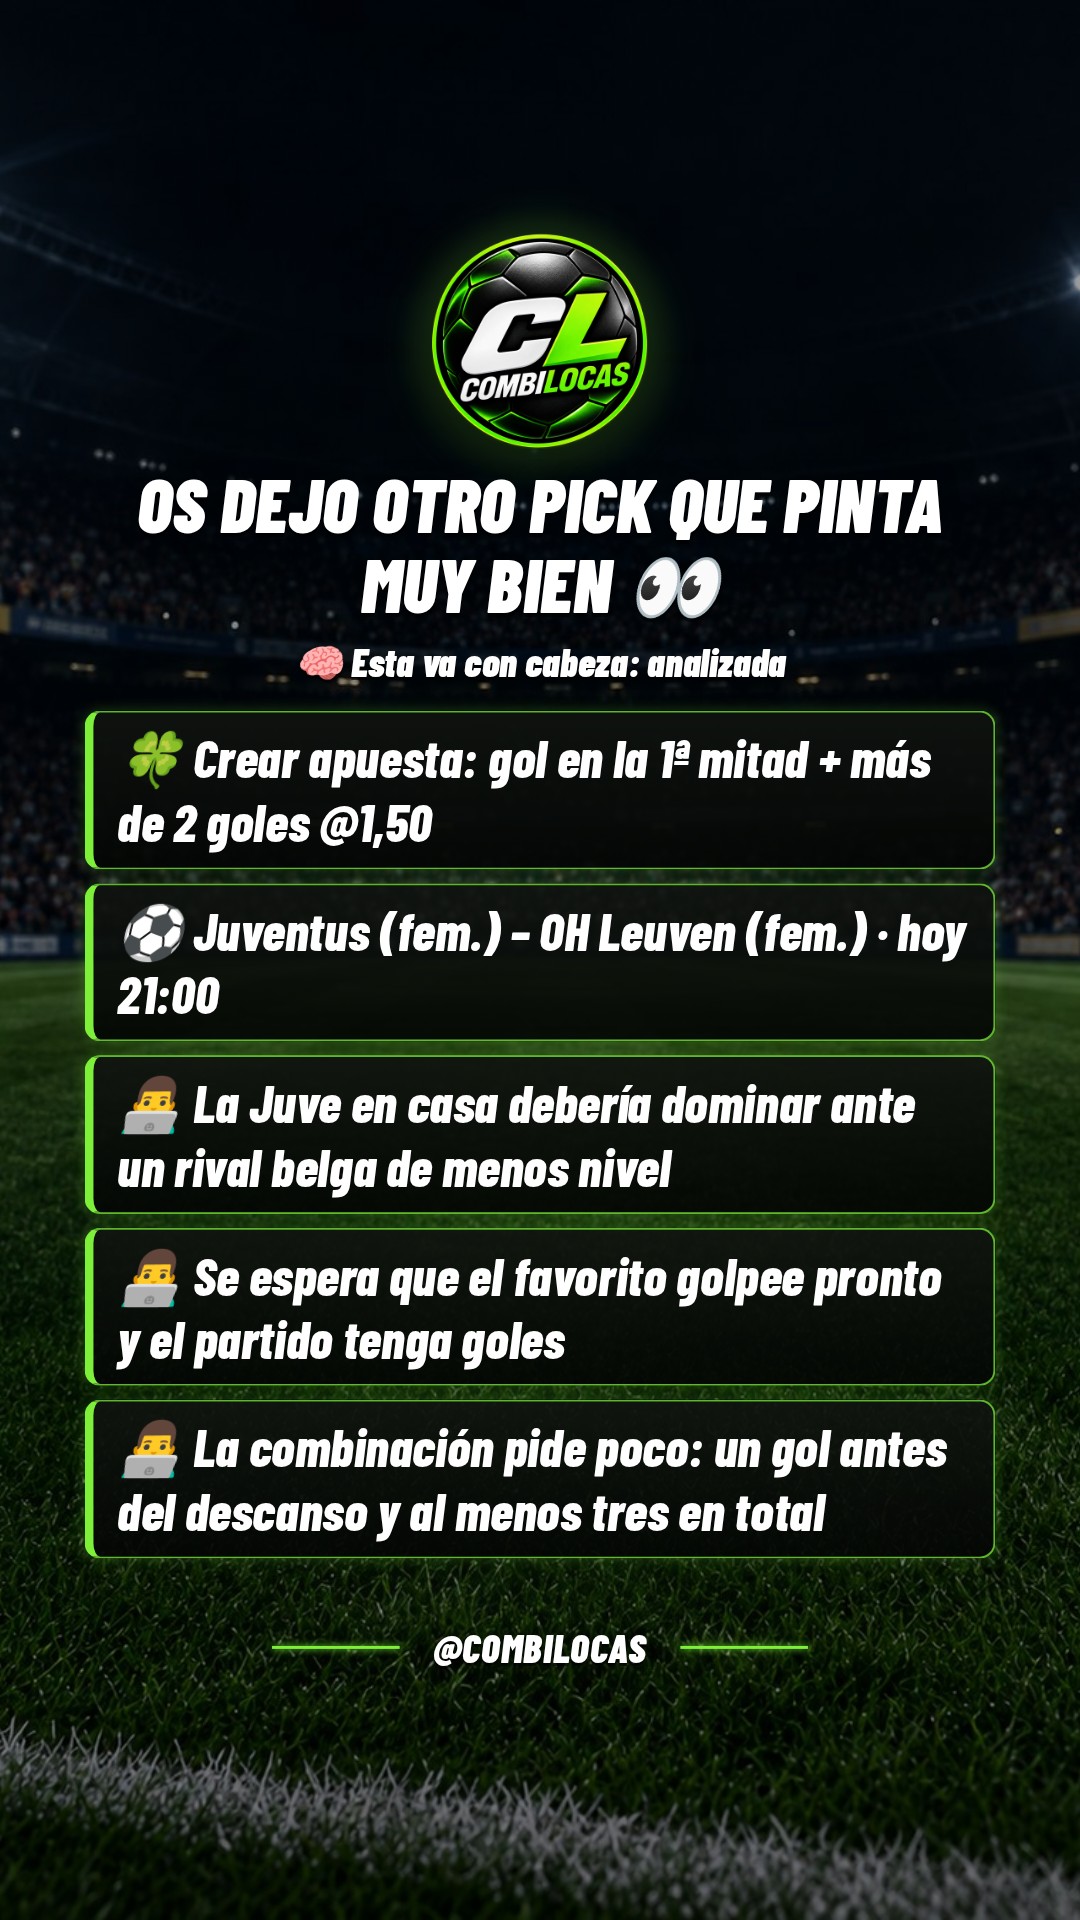 CL
COMBILOCAS
OS DEJO OTRO PICK QUE PINTA
MUY BIEN 👀
🧠 Esta va con cabeza: analizada
🍀 Crear apuesta: gol en la 1ª mitad + más
de 2 goles @1,50
⚽ Juventus (fem.) – OH Leuven (fem.) · hoy
21:00
👨‍💻 La Juve en casa debería dominar ante
un rival belga de menos nivel
👨‍💻 Se espera que el favorito golpee pronto
y el partido tenga goles
👨‍💻 La combinación pide poco: un gol antes
del descanso y al menos tres en total
@COMBILOCAS